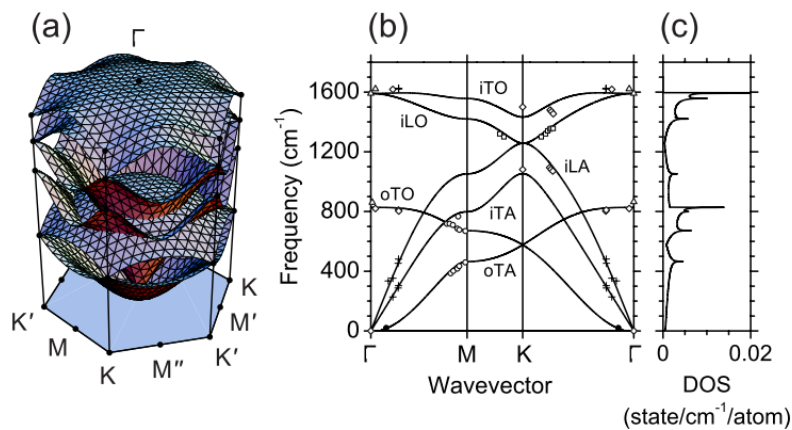 (a)
Γ
K
M′
K′
M″
K
M
K′
(b)
Frequency (cm⁻¹)
1600
1200
800
400
0
iTO
iLO
iLA
oTO
iTA
oTA
Γ M K Γ
Wavevector
(c)
0 0.02
DOS
(state/cm⁻¹/atom)